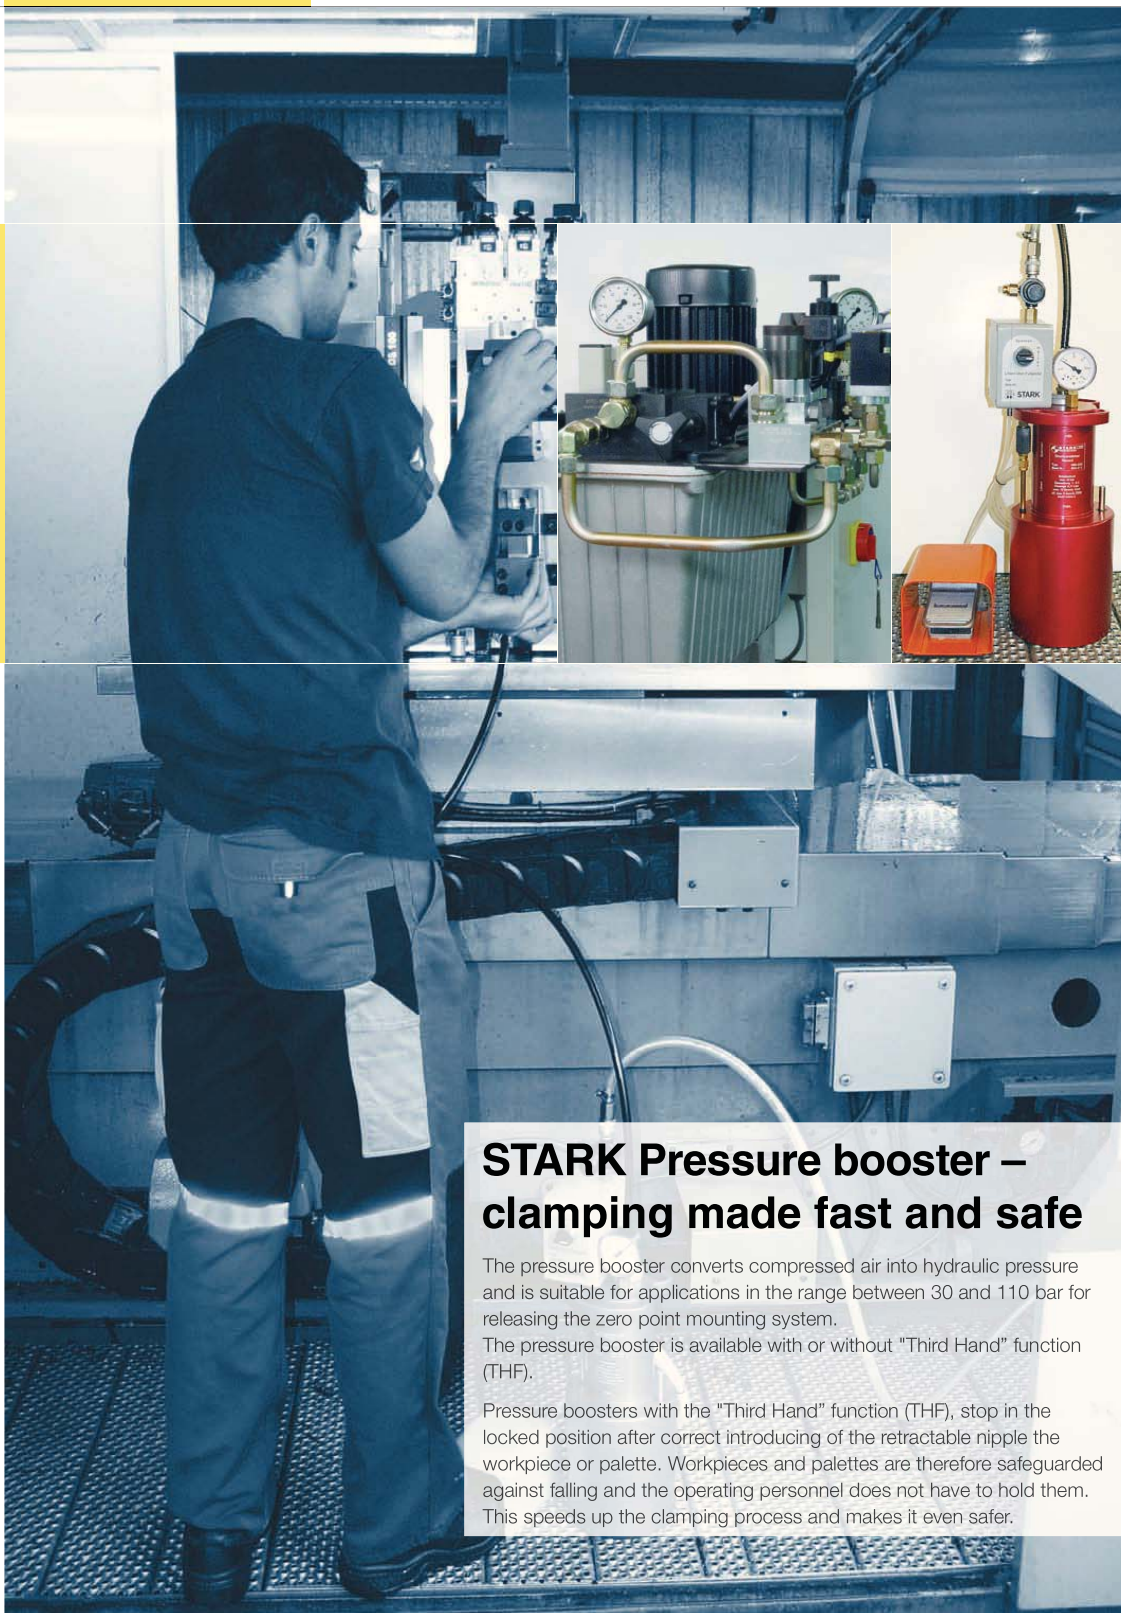 STARK
STARK Pressure booster –
clamping made fast and safe
The pressure booster converts compressed air into hydraulic pressure
and is suitable for applications in the range between 30 and 110 bar for
releasing the zero point mounting system.
The pressure booster is available with or without "Third Hand” function
(THF).
Pressure boosters with the "Third Hand” function (THF), stop in the
locked position after correct introducing of the retractable nipple the
workpiece or palette. Workpieces and palettes are therefore safeguarded
against falling and the operating personnel does not have to hold them.
This speeds up the clamping process and makes it even safer.